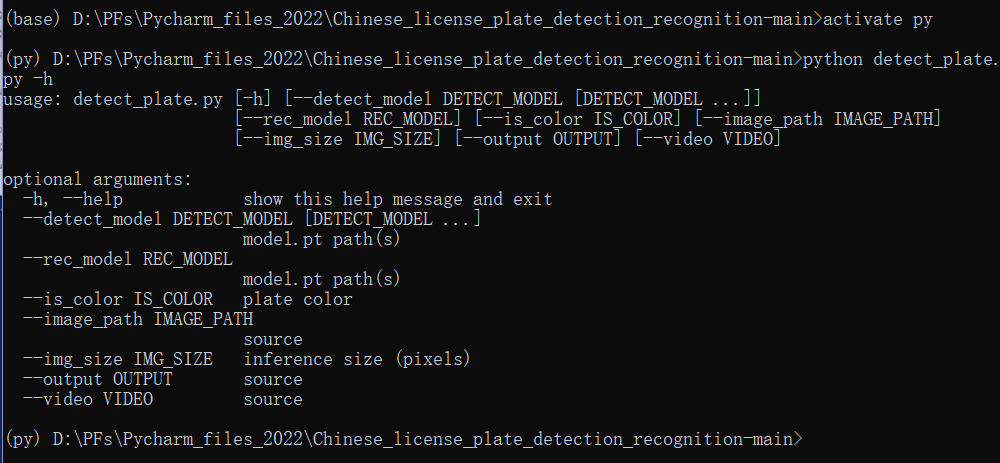 (base) D:\PFs\Pycharm_files_2022\Chinese_license_plate_detection_recognition-main>activate py
(py) D:\PFs\Pycharm_files_2022\Chinese_license_plate_detection_recognition-main>python detect_plate.
py -h
usage: detect_plate.py [-h] [--detect_model DETECT_MODEL [DETECT_MODEL ...]]
[--rec_model REC_MODEL] [--is_color IS_COLOR] [--image_path IMAGE_PATH]
[--img_size IMG_SIZE] [--output OUTPUT] [--video VIDEO]
optional arguments:
-h, --help show this help message and exit
--detect_model DETECT_MODEL [DETECT_MODEL ...]
model.pt path(s)
--rec_model REC_MODEL
model.pt path(s)
--is_color IS_COLOR plate color
--image_path IMAGE_PATH
source
--img_size IMG_SIZE inference size (pixels)
--output OUTPUT source
--video VIDEO source
(py) D:\PFs\Pycharm_files_2022\Chinese_license_plate_detection_recognition-main>